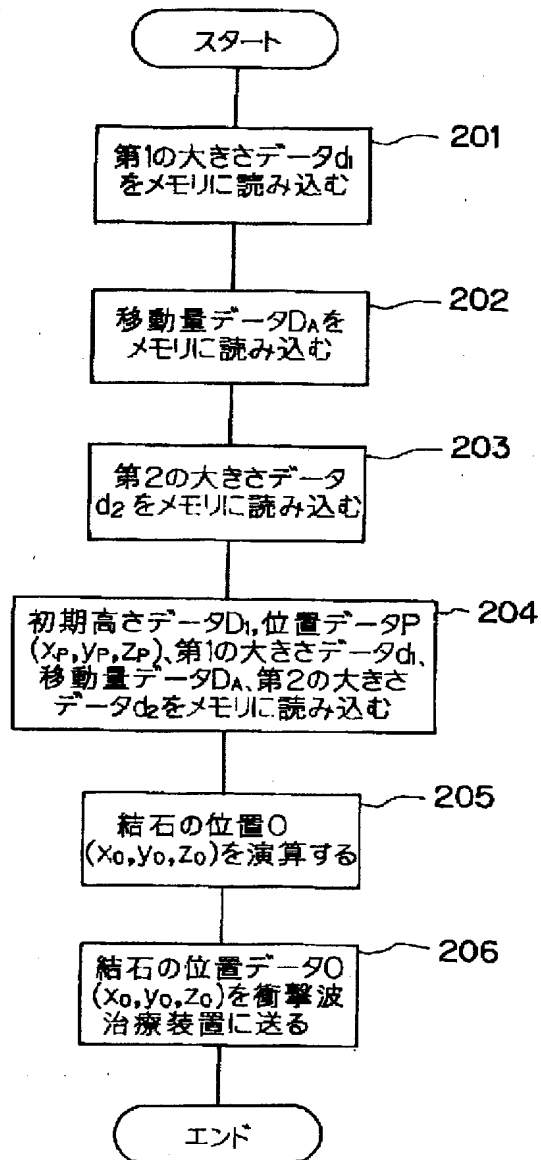 スタート
201
第1の大きさデータd₁
をメモリに読み込む
202
移動量データDAを
メモリに読み込む
203
第2の大きさデータ
d₂をメモリに読み込む
204
初期高さデータD₁,位置データP
(xP,yP,zP)、第1の大きさデータd₁、
移動量データDA、第2の大きさ
データd₂をメモリに読み込む
205
結石の位置O
(x₀,y₀,z₀)を演算する
206
結石の位置データO
(x₀,y₀,z₀)を衝撃波
治療装置に送る
エンド